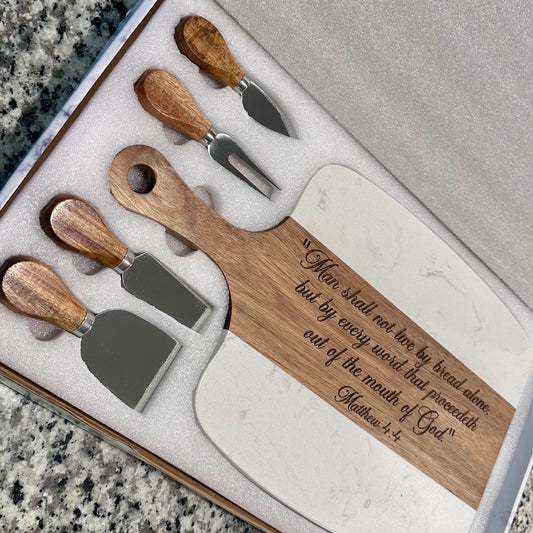 "Man shall not live by bread alone,
but by every word that proceedeth
out of the mouth of God."
Matthew 4:4